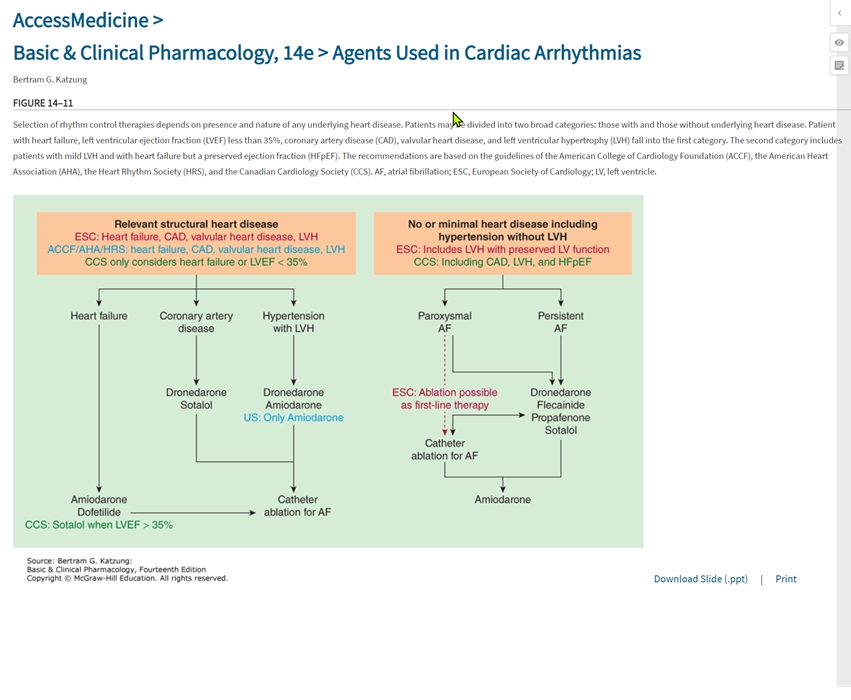 AccessMedicine >
Basic & Clinical Pharmacology, 14e > Agents Used in Cardiac Arrhythmias
Bertram G. Katzung
FIGURE 14–11
Selection of rhythm control therapies depends on presence and nature of any underlying heart disease. Patients may be divided into two broad categories: those with and those without underlying heart disease. Patient
with heart failure, left ventricular ejection fraction (LVEF) less than 35%, coronary artery disease (CAD), valvular heart disease, and left ventricular hypertrophy (LVH) fall into the first category. The second category includes
patients with mild LVH and with heart failure but a preserved ejection fraction (HFpEF). The recommendations are based on the guidelines of the American College of Cardiology Foundation (ACCF), the American Heart
Association (AHA), the Heart Rhythm Society (HRS), and the Canadian Cardiology Society (CCS). AF, atrial fibrillation; ESC, European Society of Cardiology; LV, left ventricle.
Relevant structural heart disease
ESC: Heart failure, CAD, valvular heart disease, LVH
ACCF/AHA/HRS: heart failure, CAD, valvular heart disease, LVH
CCS only considers heart failure or LVEF < 35%
No or minimal heart disease including
hypertension without LVH
ESC: Includes LVH with preserved LV function
CCS: Including CAD, LVH, and HFpEF
Heart failure
Coronary artery
disease
Hypertension
with LVH
Paroxysmal
AF
Persistent
AF
Dronedarone
Sotalol
Dronedarone
Amiodarone
US: Only Amiodarone
ESC: Ablation possible
as first-line therapy
Dronedarone
Flecainide
Propafenone
Sotalol
Catheter
ablation for AF
Amiodarone
Dofetilide
CCS: Sotalol when LVEF > 35%
Catheter
ablation for AF
Amiodarone
Source: Bertram G. Katzung:
Basic & Clinical Pharmacology, Fourteenth Edition
Copyright © McGraw-Hill Education. All rights reserved.
Download Slide (.ppt) | Print